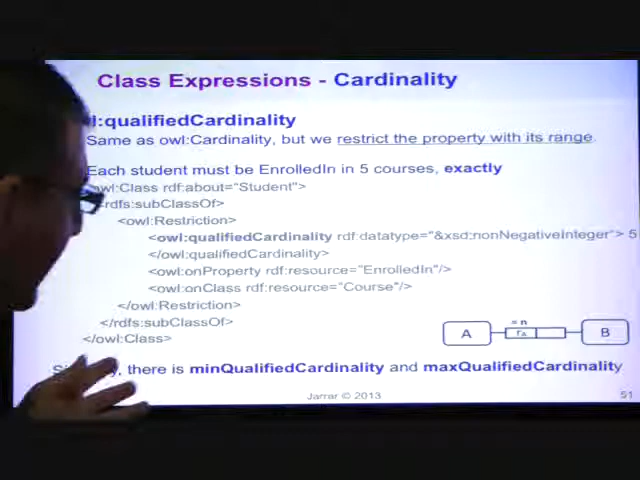 Class Expressions - Cardinality
l:qualifiedCardinality
Same as owl:Cardinality, but we restrict the property with its range.
Each student must be EnrolledIn in 5 courses, exactly
owl:Class rdf:about="Student">
rdfs:subClassOf>
<owl:Restriction>
<owl:qualifiedCardinality rdf:datatype="&xsd:nonNegativeInteger"> 5
</owl:qualifiedCardinality>
<owl:onProperty rdf:resource="EnrolledIn"/>
<owl:onClass rdf:resource="Course"/>
</owl:Restriction>
</rdfs:subClassOf>
</owl:Class>
= n
A rA B
there is minQualifiedCardinality and maxQualifiedCardinality
Jarrar © 2013
51